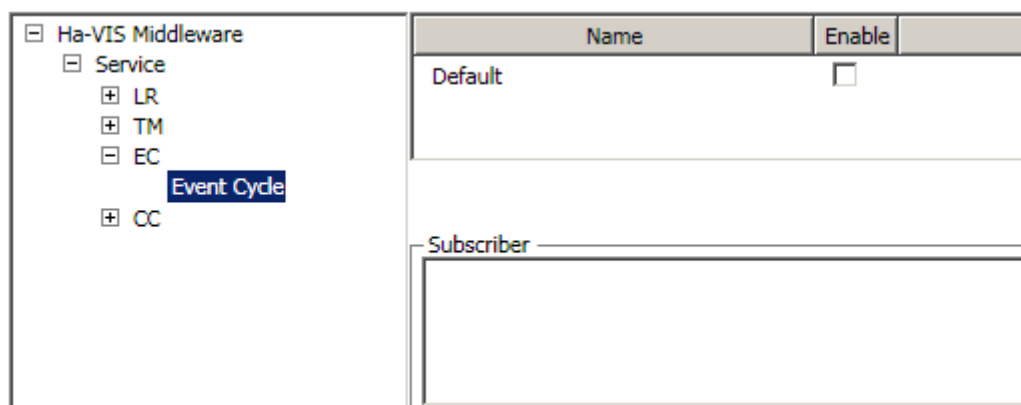 Ha-VIS Middleware
Service
LR
TM
EC
Event Cycle
CC
Name Enable
Default
Subscriber